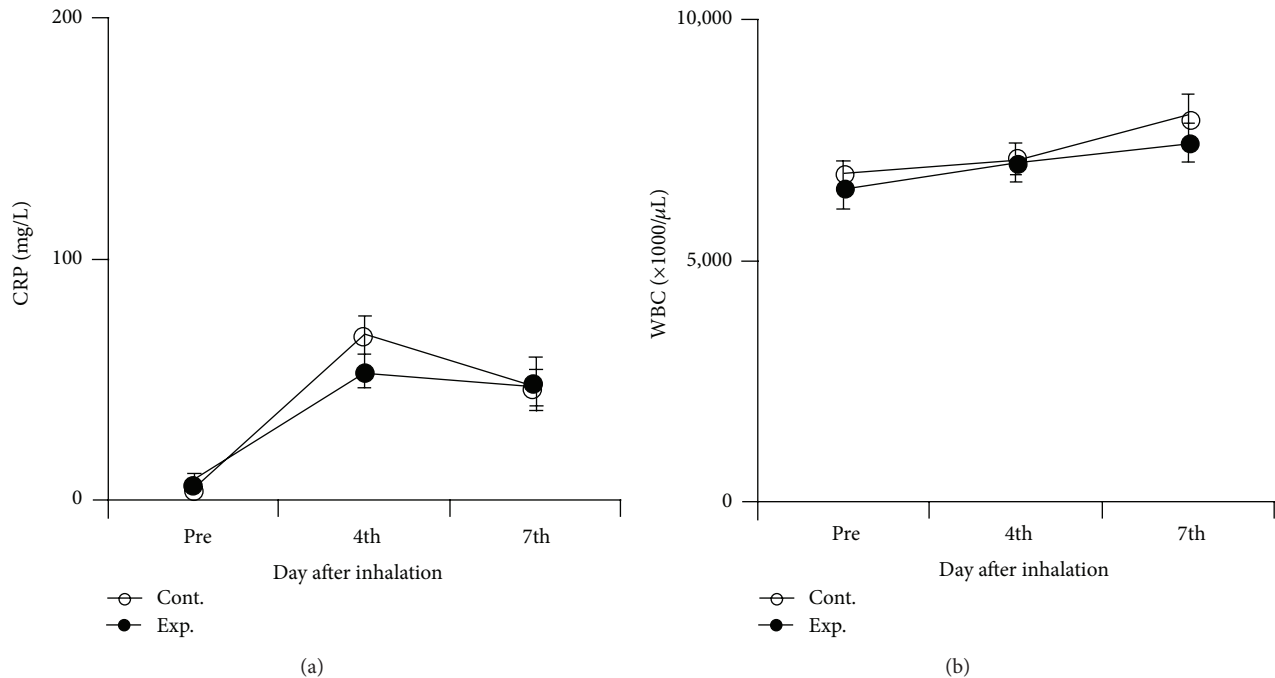 200
100
0
CRP (mg/L)
Pre
4th
7th
Day after inhalation
Cont.
Exp.
(a)
10,000
5,000
0
WBC (×1000/μL)
Pre
4th
7th
Day after inhalation
Cont.
Exp.
(b)